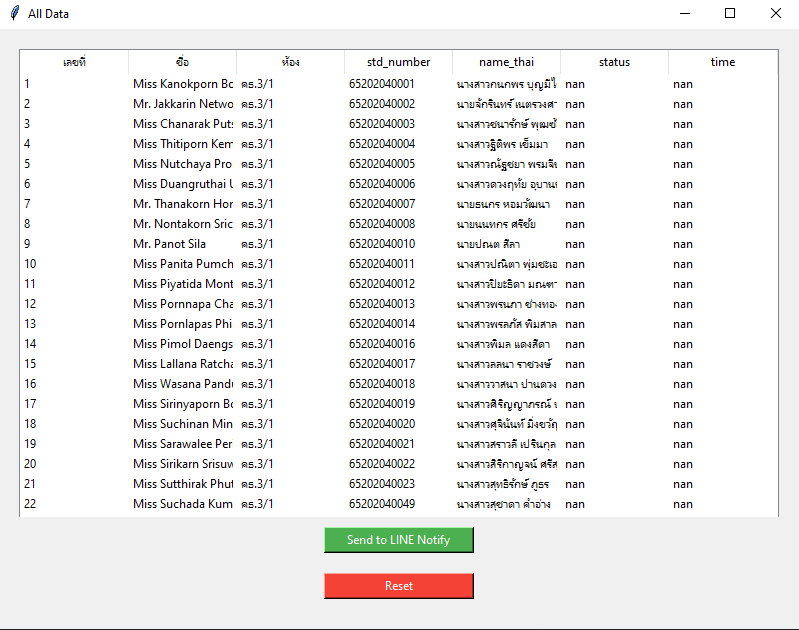 All Data
เลขที่ ชื่อ ห้อง std_number name_thai status time
1 Miss Kanokporn Bo คธ.3/1 65202040001 นางสาวกนกพร บุญมีไ nan nan
2 Mr. Jakkarin Netwo คธ.3/1 65202040002 นายจักรินทร์ เนตรวงศา nan nan
3 Miss Chanarak Puts คธ.3/1 65202040003 นางสาวชนารักษ์ พุฒซ้ nan nan
4 Miss Thitiporn Kem คธ.3/1 65202040004 นางสาวฐิติพร เข็มมา nan nan
5 Miss Nutchaya Pro คธ.3/1 65202040005 นางสาวณัฐชยา พรมจิน nan nan
6 Miss Duangruthai U คธ.3/1 65202040006 นางสาวดวงฤทัย อุบาน nan nan
7 Mr. Thanakorn Hor คธ.3/1 65202040007 นายธนกร หอมวัฒนา nan nan
8 Mr. Nontakorn Sric คธ.3/1 65202040008 นายนนทกร ศรีชัย nan nan
9 Mr. Panot Sila คธ.3/1 65202040010 นายปณต สีลา nan nan
10 Miss Panita Pumch คธ.3/1 65202040011 นางสาวปณิตา พุ่มชะเอ nan nan
11 Miss Piyatida Mont คธ.3/1 65202040012 นางสาวปิยะธิดา มณฑา nan nan
12 Miss Pornnapa Cha คธ.3/1 65202040013 นางสาวพรนภา ช่างทอง nan nan
13 Miss Pornlapas Phi คธ.3/1 65202040014 นางสาวพรลภัส พิมสาล nan nan
14 Miss Pimol Daengs คธ.3/1 65202040016 นางสาวพิมล แดงสีดา nan nan
15 Miss Lallana Ratcha คธ.3/1 65202040017 นางสาวลลนา ราชวงษ์ nan nan
16 Miss Wasana Pandu คธ.3/1 65202040018 นางสาววาสนา ปานดวง nan nan
17 Miss Sirinyaporn Bo คธ.3/1 65202040019 นางสาวศิริญญาภรณ์ nan nan
18 Miss Suchinan Min คธ.3/1 65202040020 นางสาวสุจินันท์ มิ่งขวัญ nan nan
19 Miss Sarawalee Per คธ.3/1 65202040021 นางสาวสราวลี เปรินกุล nan nan
20 Miss Sirikarn Srisuw คธ.3/1 65202040022 นางสาวสิริกาญจน์ ศรีสุ nan nan
21 Miss Sutthirak Phut คธ.3/1 65202040023 นางสาวสุทธิรักษ์ ภูธร nan nan
22 Miss Suchada Kum คธ.3/1 65202040049 นางสาวสุชาดา คำอ่าง nan nan
Send to LINE Notify
Reset